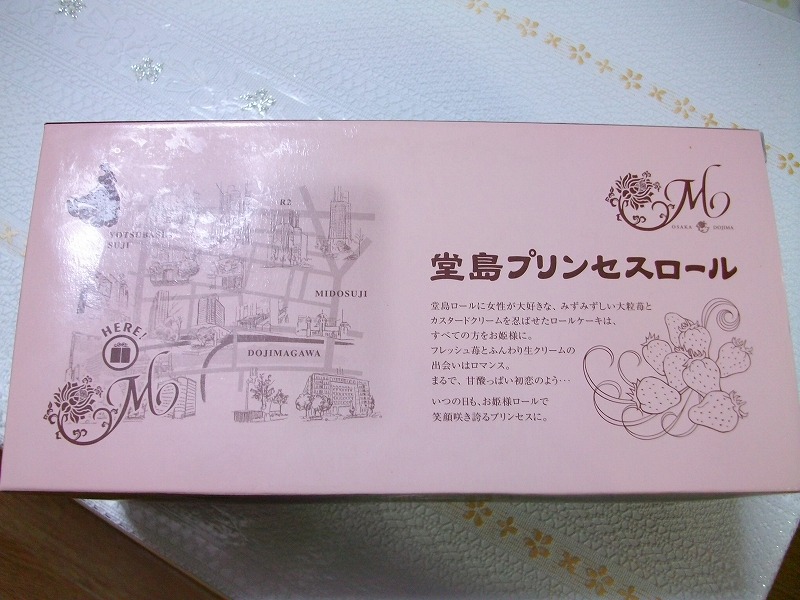 R2
YOTSUBASHI
SUJI
MIDOSUJI
HERE!
DOJIMAGAWA
M
M
OSAKA DOJIMA
堂島プリンセスロール
堂島ロールに女性が大好きな、みずみずしい大粒苺と
カスタードクリームを忍ばせたロールケーキは、
すべての方をお姫様に。
フレッシュ苺とふんわり生クリームの
出会いはロマンス。
まるで、甘酸っぱい初恋のよう…
いつの日も、お姫様ロールで
笑顔咲き誇るプリンセスに。